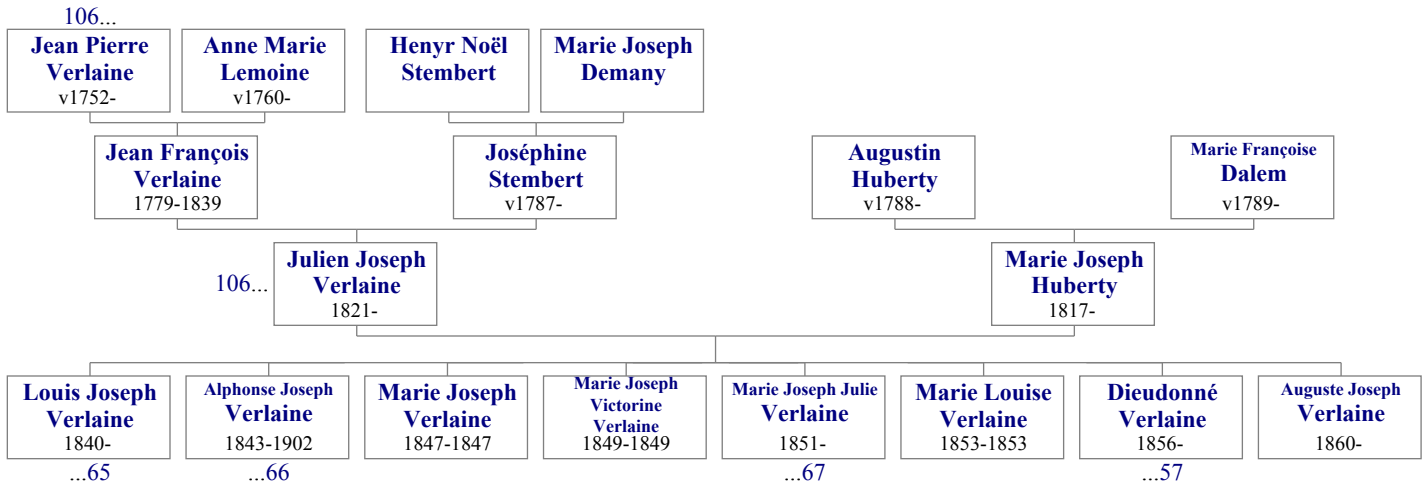 106...
Jean Pierre
Verlaine
v1752-
Anne Marie
Lemoine
v1760-
Henyr Noël
Stembert
Marie Joseph
Demany
Jean François
Verlaine
1779-1839
Joséphine
Stembert
v1787-
Augustin
Huberty
v1788-
Marie Françoise
Dalem
v1789-
106...
Julien Joseph
Verlaine
1821-
Marie Joseph
Huberty
1817-
Louis Joseph
Verlaine
1840-
...65
Alphonse Joseph
Verlaine
1843-1902
...66
Marie Joseph
Verlaine
1847-1847
Marie Joseph
Victorine
Verlaine
1849-1849
Marie Joseph Julie
Verlaine
1851-
...67
Marie Louise
Verlaine
1853-1853
Dieudonné
Verlaine
1856-
...57
Auguste Joseph
Verlaine
1860-